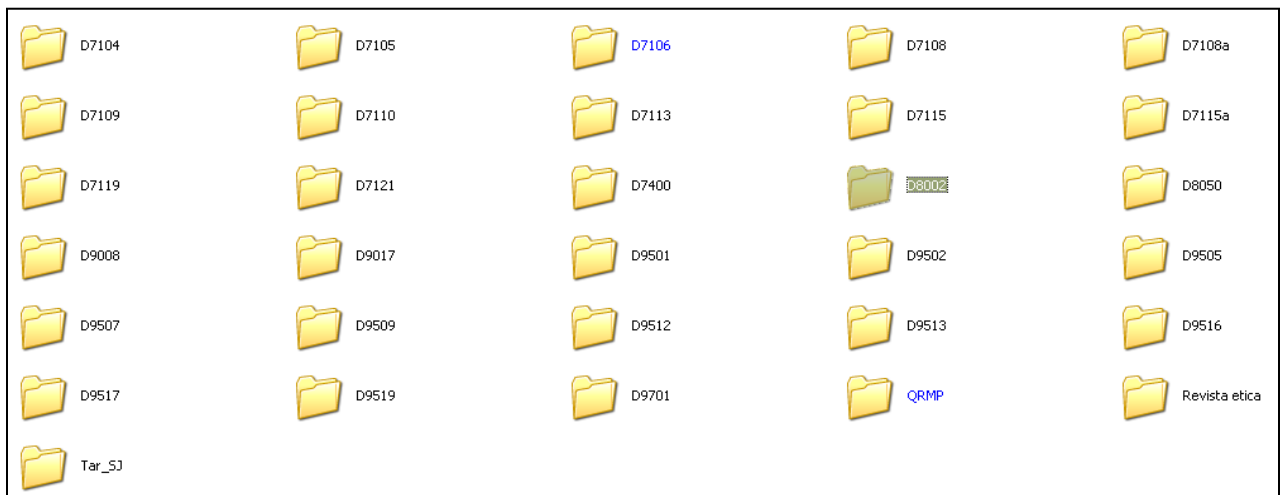 D7104 D7105 D7106 D7108 D7108a
D7109 D7110 D7113 D7115 D7115a
D7119 D7121 D7400 D8002 D8050
D9008 D9017 D9501 D9502 D9505
D9507 D9509 D9512 D9513 D9516
D9517 D9519 D9701 QRMP Revista etica
Tar_SJ